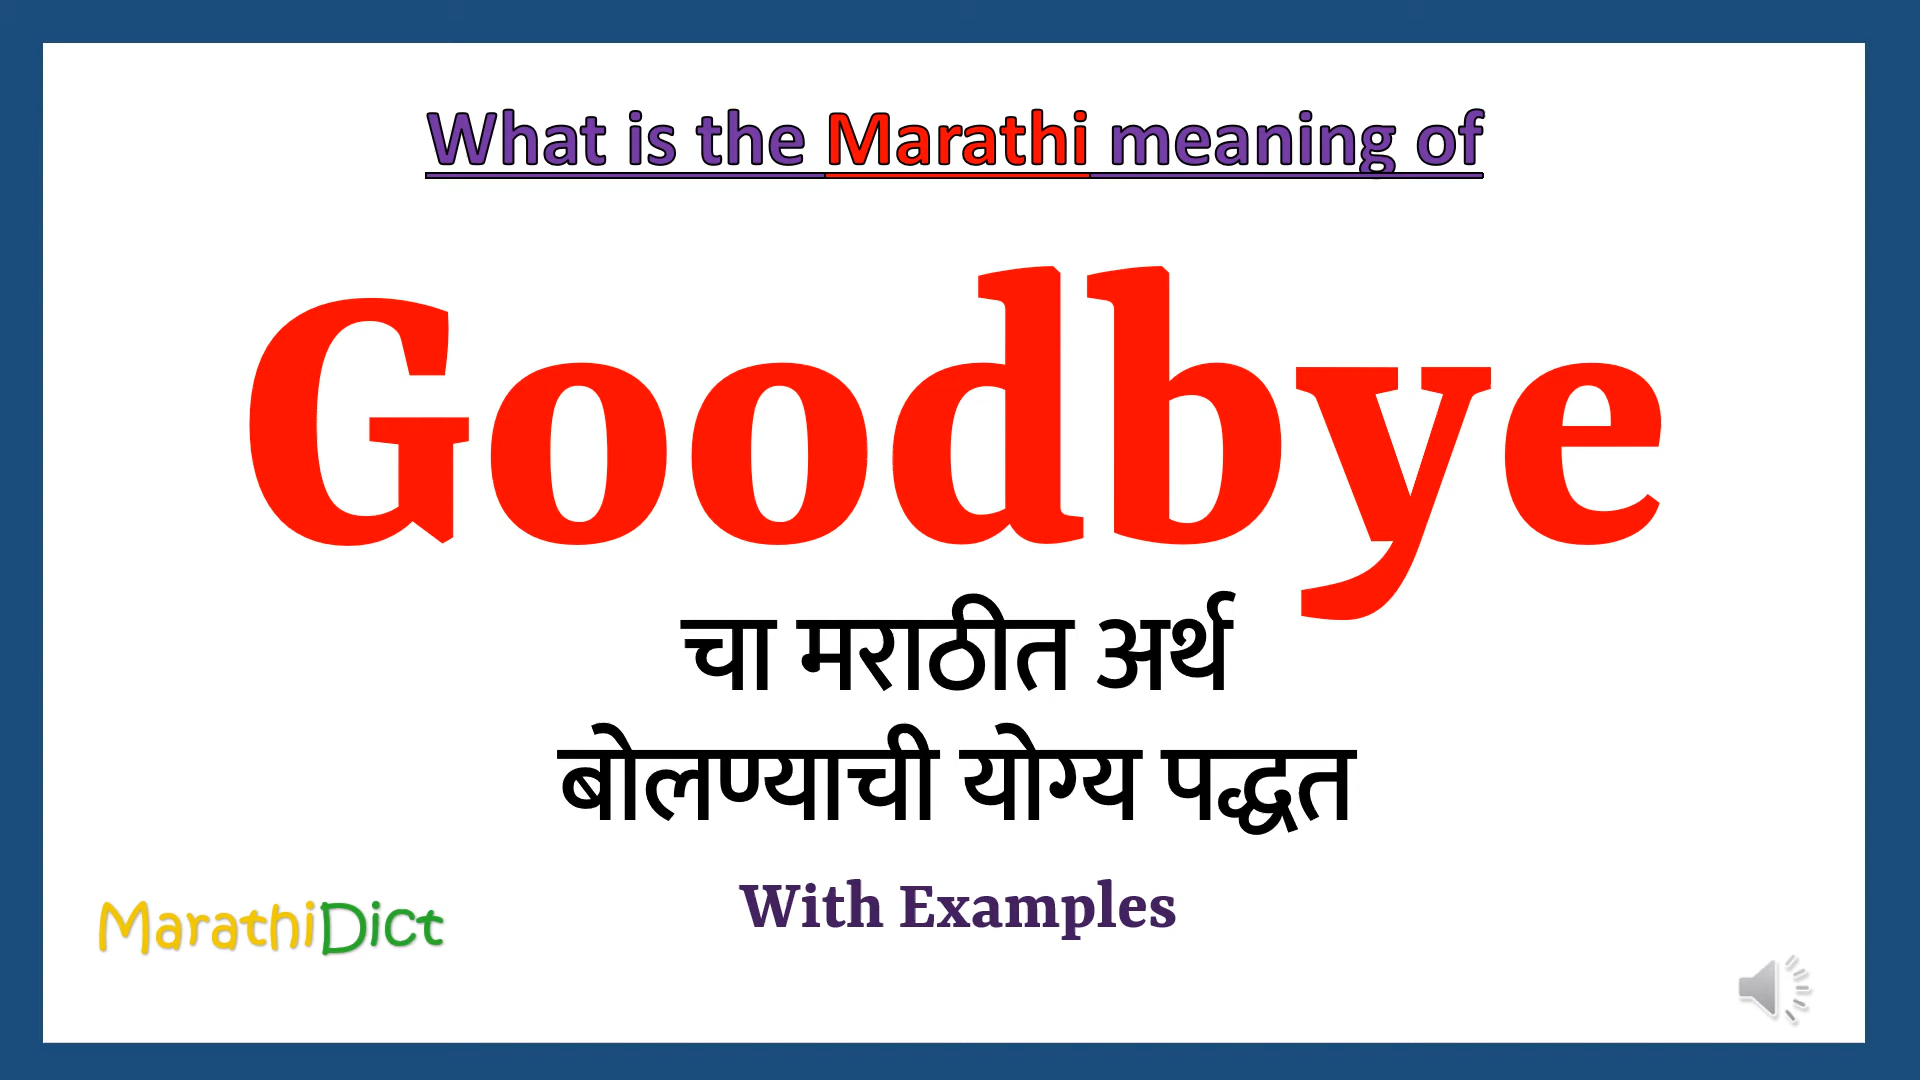 What is the Marathi meaning of
Goodbye
चा मराठीत अर्थ
बोलण्याची योग्य पद्धत
With Examples
MarathiDict